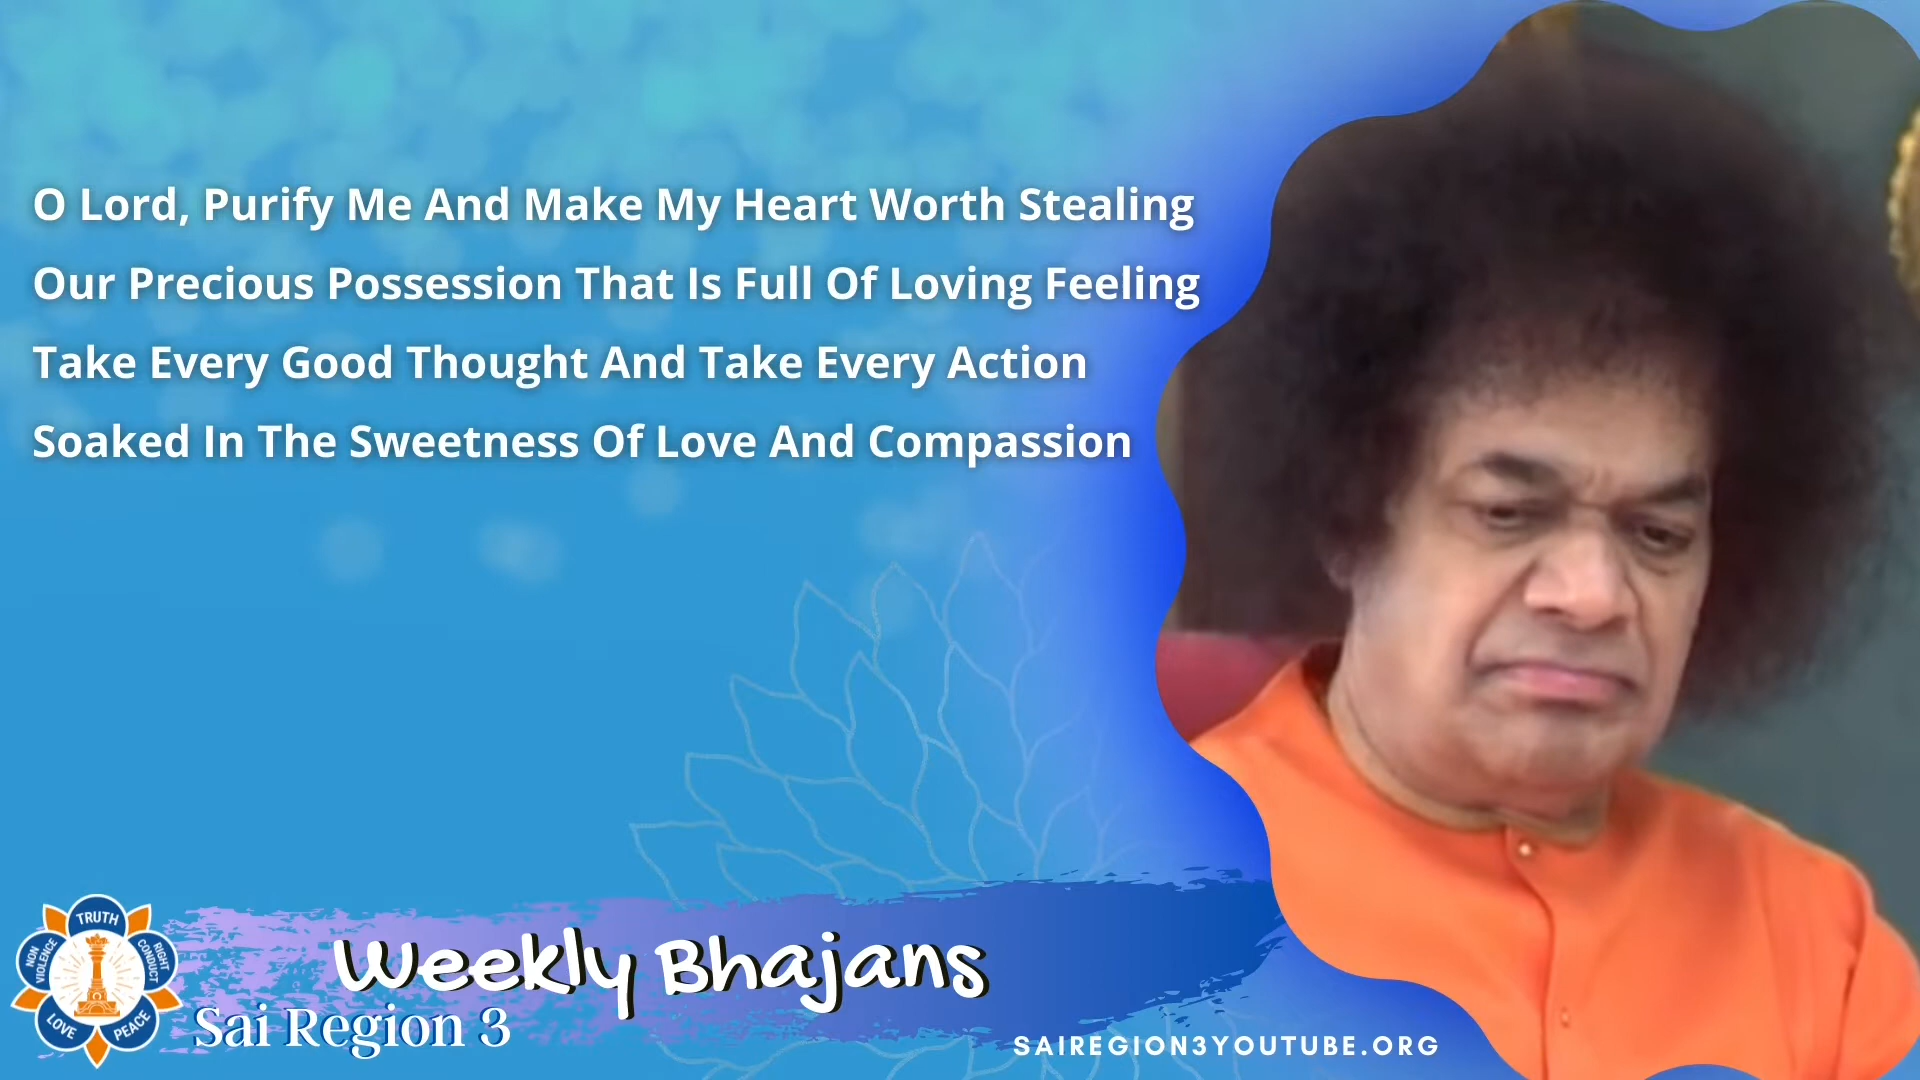 O Lord, Purify Me And Make My Heart Worth Stealing
Our Precious Possession That Is Full Of Loving Feeling
Take Every Good Thought And Take Every Action
Soaked In The Sweetness Of Love And Compassion
TRUTH
NON VIOLENCE
RIGHT CONDUCT
LOVE
PEACE
Weekly Bhajans
Sai Region 3
SAIREGION3YOUTUBE.ORG